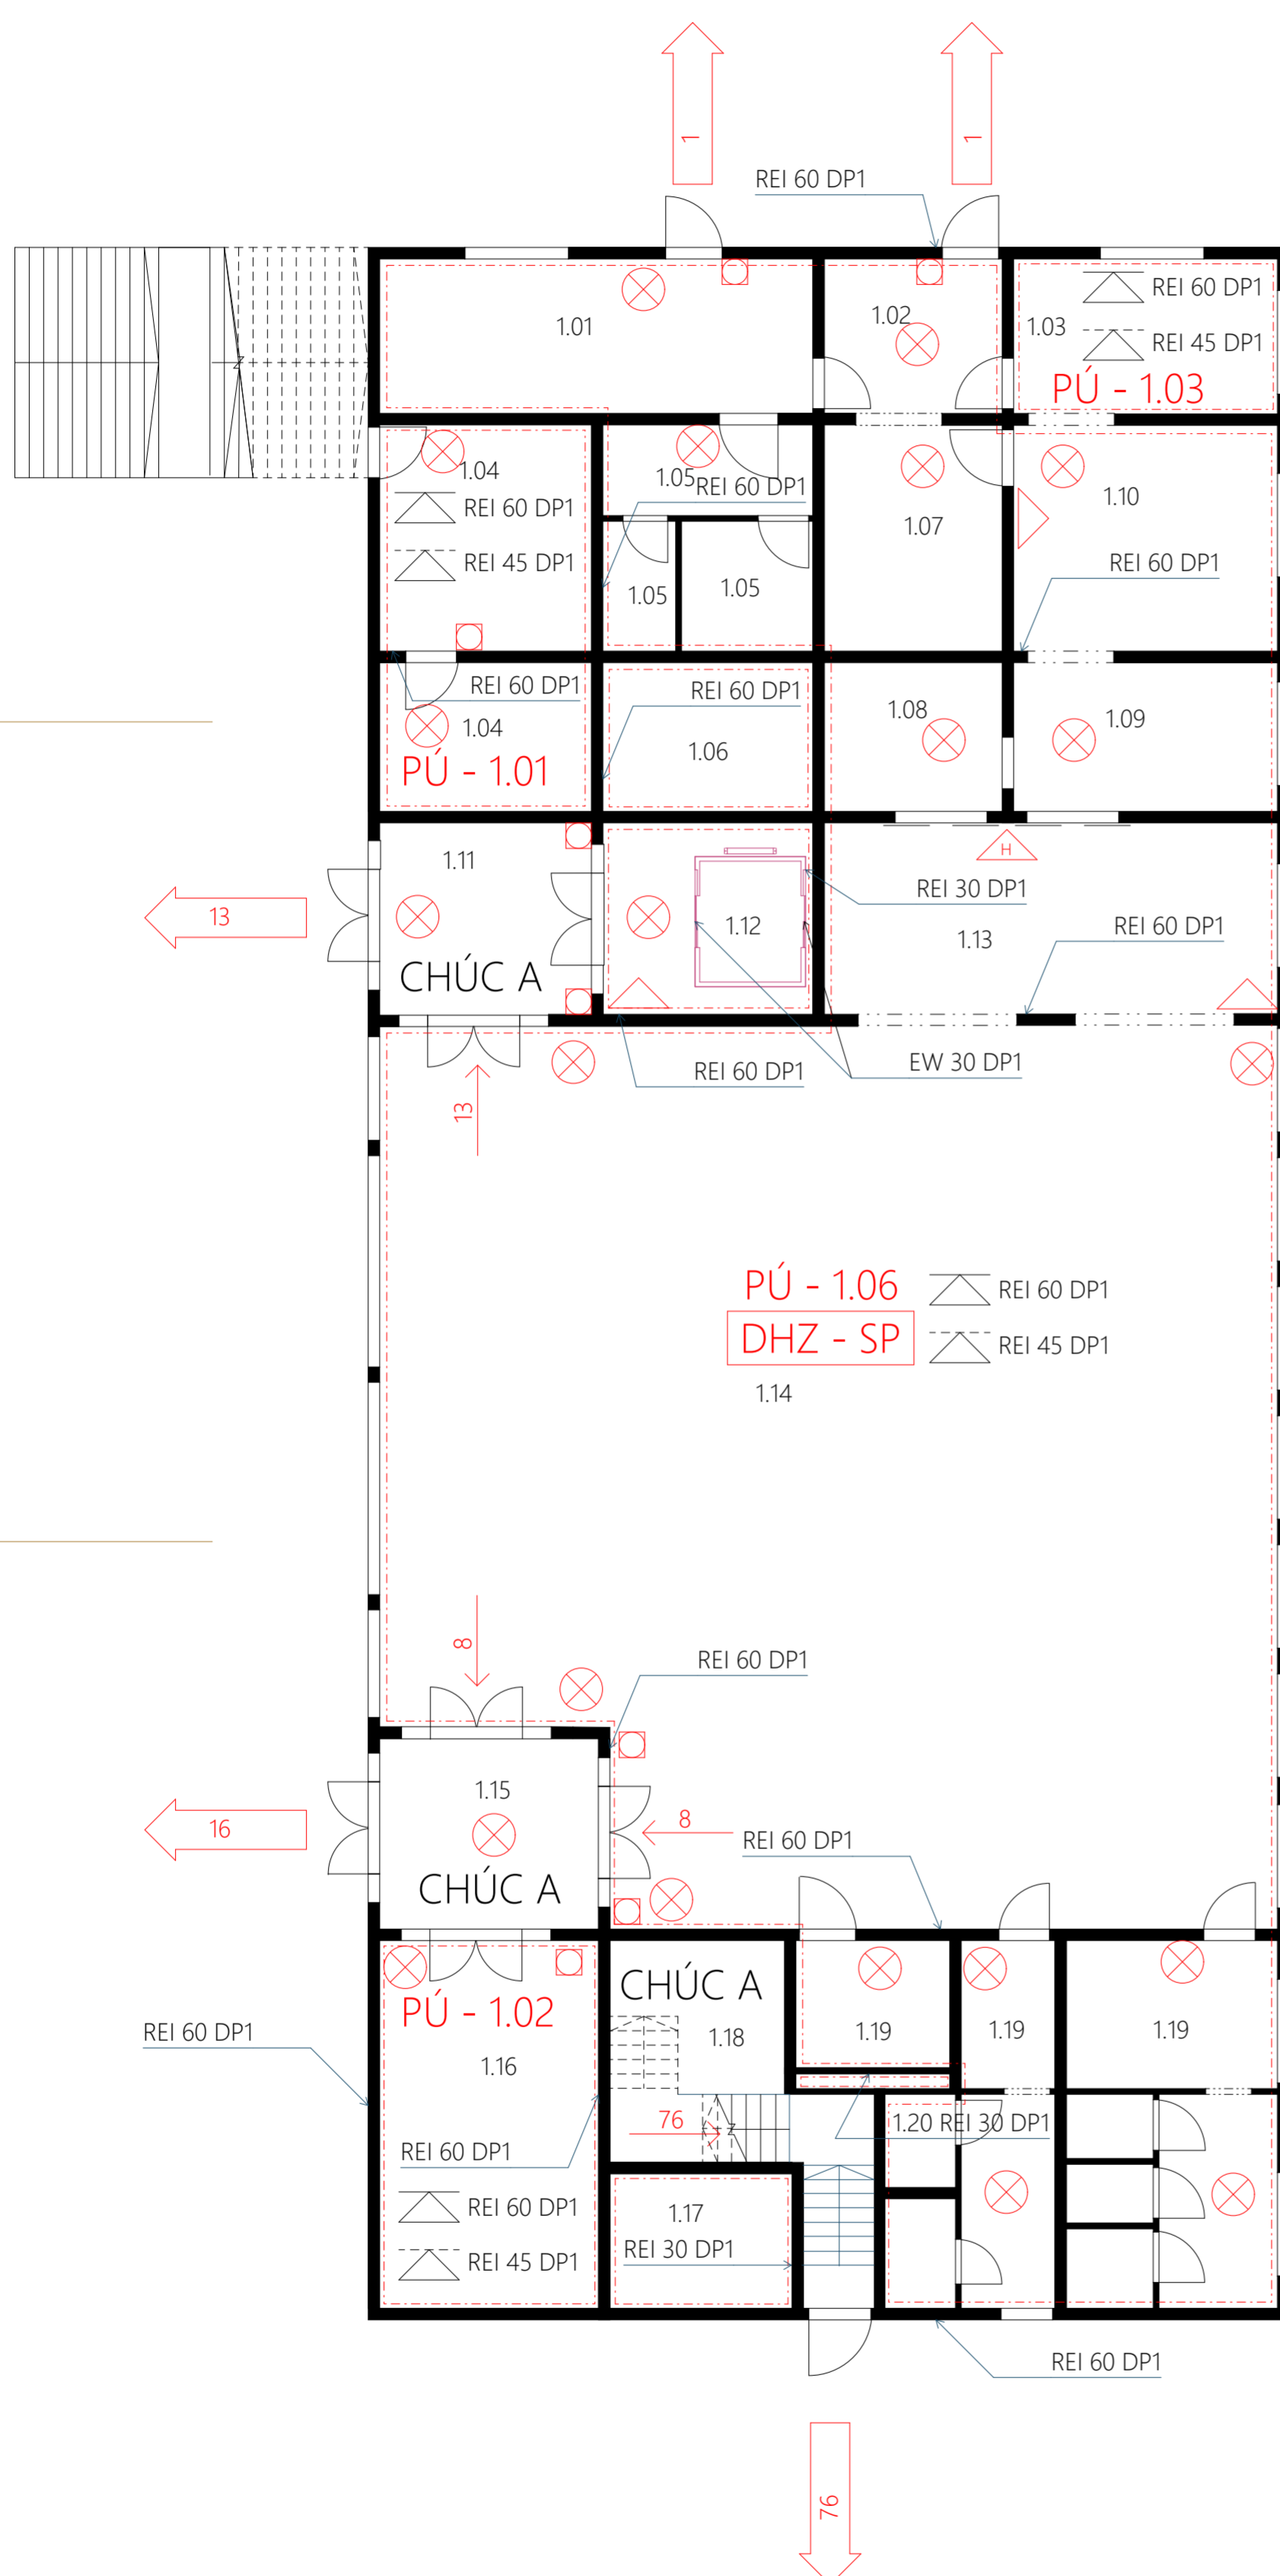 1
1
REI 60 DP1
1.01
1.02
1.03
REI 60 DP1
REI 45 DP1
PÚ - 1.03
1.04
REI 60 DP1
REI 45 DP1
1.05
REI 60 DP1
1.05
1.05
1.07
1.10
REI 60 DP1
REI 60 DP1
1.04
PÚ - 1.01
REI 60 DP1
1.06
1.08
1.09
1.11
13
CHÚC A
1.12
H
REI 30 DP1
1.13
REI 60 DP1
13
REI 60 DP1
EW 30 DP1
PÚ - 1.06
REI 60 DP1
DHZ - SP
REI 45 DP1
1.14
8
REI 60 DP1
1.15
16
8
REI 60 DP1
CHÚC A
CHÚC A
PÚ - 1.02
REI 60 DP1
1.16
1.18
1.19
1.19
1.19
76
1.20 REI 30 DP1
REI 60 DP1
REI 60 DP1
REI 45 DP1
1.17
REI 30 DP1
REI 60 DP1
76